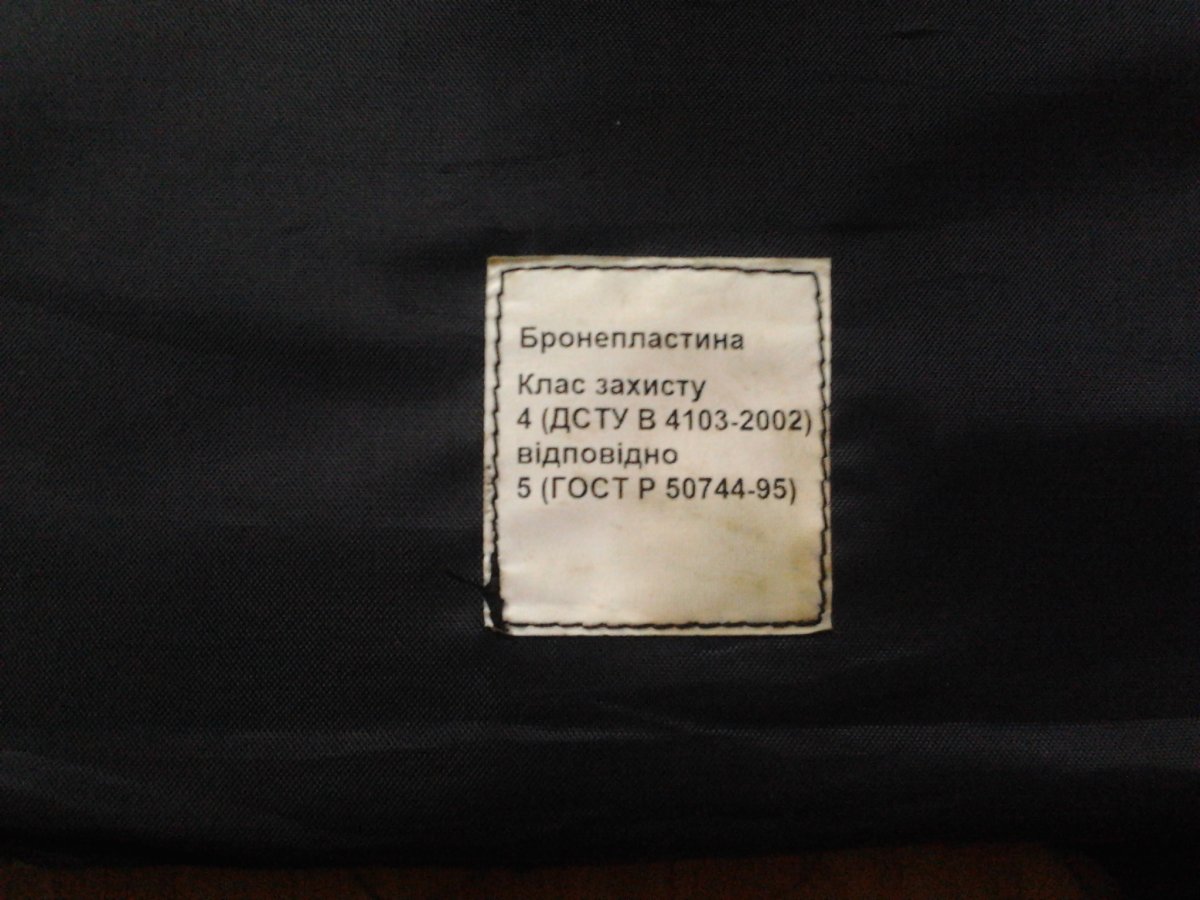 Бронепластина
Клас захисту
4 (ДСТУ В 4103-2002)
відповідно
5 (ГОСТ Р 50744-95)